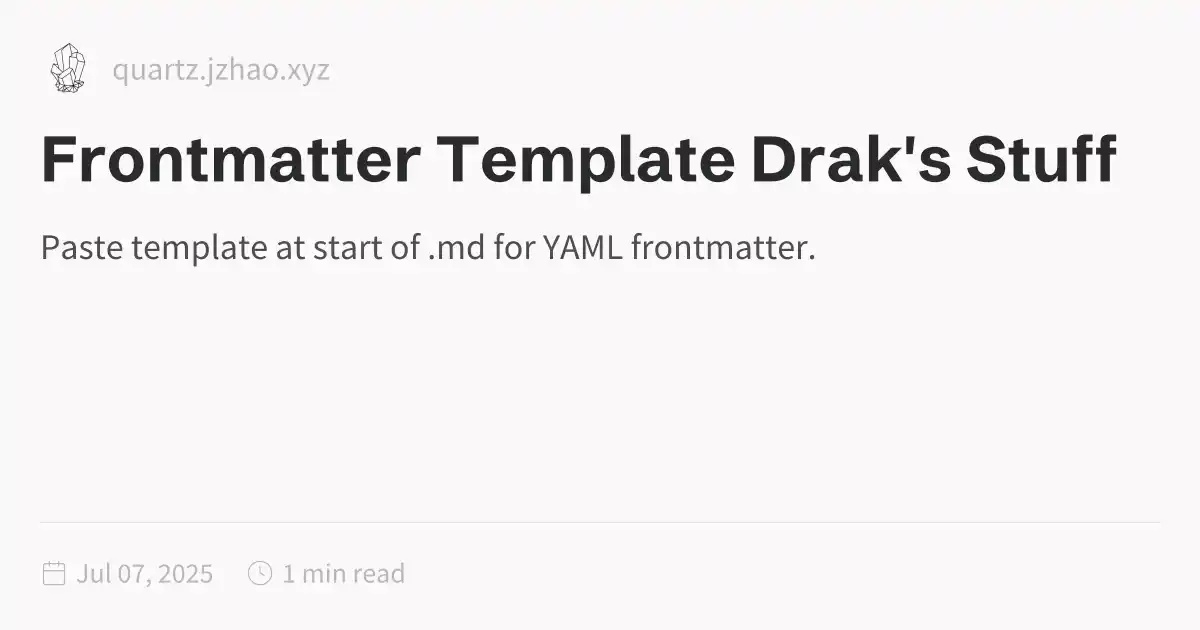 quartz.jzhao.xyz
Frontmatter Template Drak's Stuff
Paste template at start of .md for YAML frontmatter.
Jul 07, 2025 1 min read